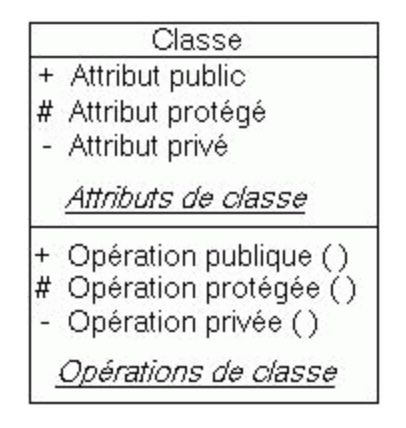 Classe
+ Attribut public
# Attribut protégé
- Attribut privé
Attributs de classe
+ Opération publique ( )
# Opération protégée ( )
- Opération privée ( )
Opérations de classe